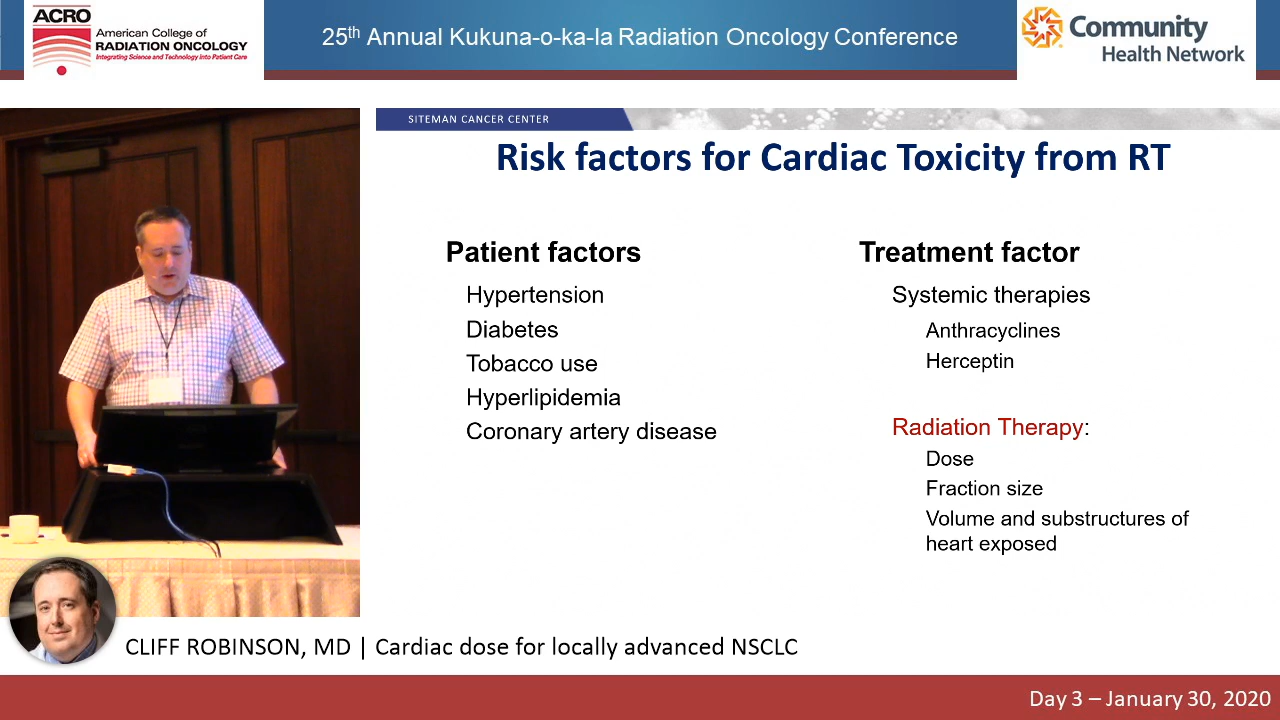 ACRO
American College of
RADIATION ONCOLOGY
Integrating Science and Technology Into Patient Care
25th Annual Kukuna-o-ka-la Radiation Oncology Conference
Community
Health Network
SITEMAN CANCER CENTER
Risk factors for Cardiac Toxicity from RT
Patient factors
Hypertension
Diabetes
Tobacco use
Hyperlipidemia
Coronary artery disease
Treatment factor
Systemic therapies
Anthracyclines
Herceptin
Radiation Therapy:
Dose
Fraction size
Volume and substructures of
heart exposed
CLIFF ROBINSON, MD | Cardiac dose for locally advanced NSCLC
Day 3 – January 30, 2020